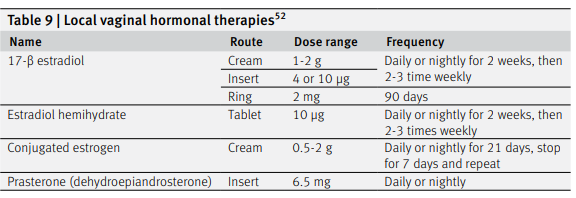 Table 9 | Local vaginal hormonal therapies52
Name Route Dose range Frequency
17-β estradiol Cream 1-2 g Daily or nightly for 2 weeks, then
Insert 4 or 10 µg 2-3 time weekly
Ring 2 mg 90 days
Estradiol hemihydrate Tablet 10 µg Daily or nightly for 2 weeks, then
2-3 times weekly
Conjugated estrogen Cream 0.5-2 g Daily or nightly for 21 days, stop
for 7 days and repeat
Prasterone (dehydroepiandrosterone) Insert 6.5 mg Daily or nightly